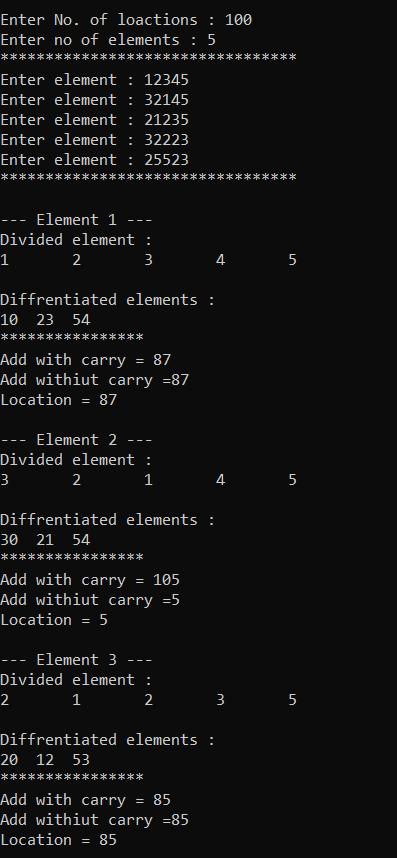 Enter No. of loactions : 100
Enter no of elements : 5
*********************************
Enter element : 12345
Enter element : 32145
Enter element : 21235
Enter element : 32223
Enter element : 25523
*********************************
--- Element 1 ---
Divided element :
1 2 3 4 5
Diffrentiated elements :
10 23 54
****************
Add with carry = 87
Add withiut carry =87
Location = 87
--- Element 2 ---
Divided element :
3 2 1 4 5
Diffrentiated elements :
30 21 54
****************
Add with carry = 105
Add withiut carry =5
Location = 5
--- Element 3 ---
Divided element :
2 1 2 3 5
Diffrentiated elements :
20 12 53
****************
Add with carry = 85
Add withiut carry =85
Location = 85